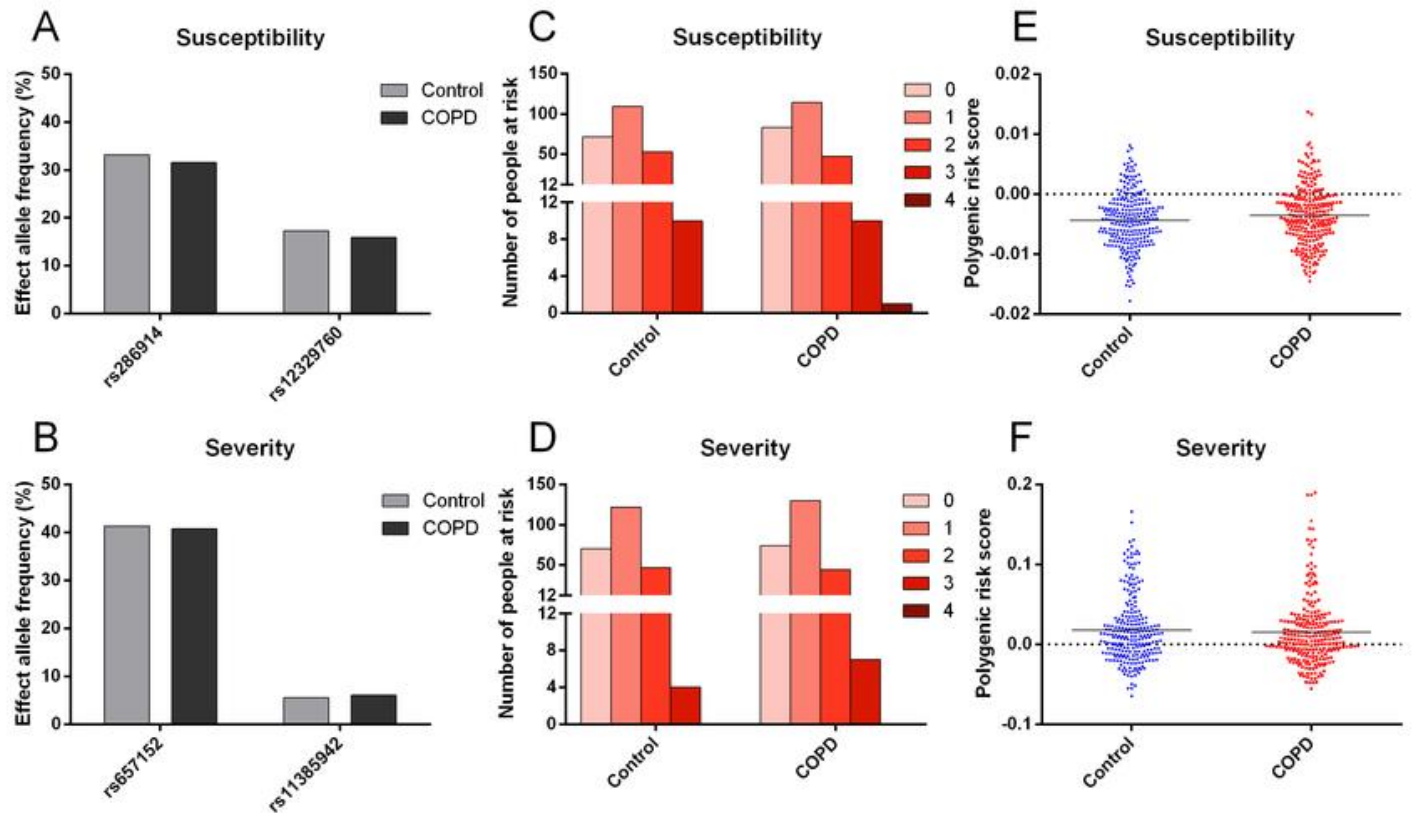 A
Susceptibility
Effect allele frequency (%)
50
40
30
20
10
0
Control
COPD
rs286914
rs12329760
C
Susceptibility
Number of people at risk
150
100
50
12
12
8
4
0
0
1
2
3
4
Control
COPD
E
Susceptibility
Polygenic risk score
0.02
0.01
0.00
-0.01
-0.02
Control
COPD
B
Severity
Effect allele frequency (%)
50
40
30
20
10
0
Control
COPD
rs657152
rs11385942
D
Severity
Number of people at risk
150
100
50
12
12
8
4
0
0
1
2
3
4
Control
COPD
F
Severity
Polygenic risk score
0.2
0.1
0.0
-0.1
Control
COPD